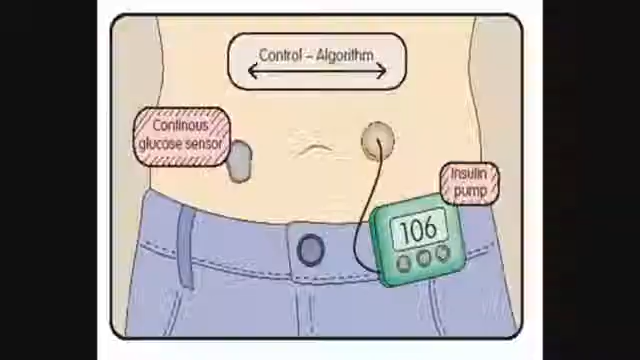 Control – Algorithm
Continous
glucose sensor
Insulin
pump
106